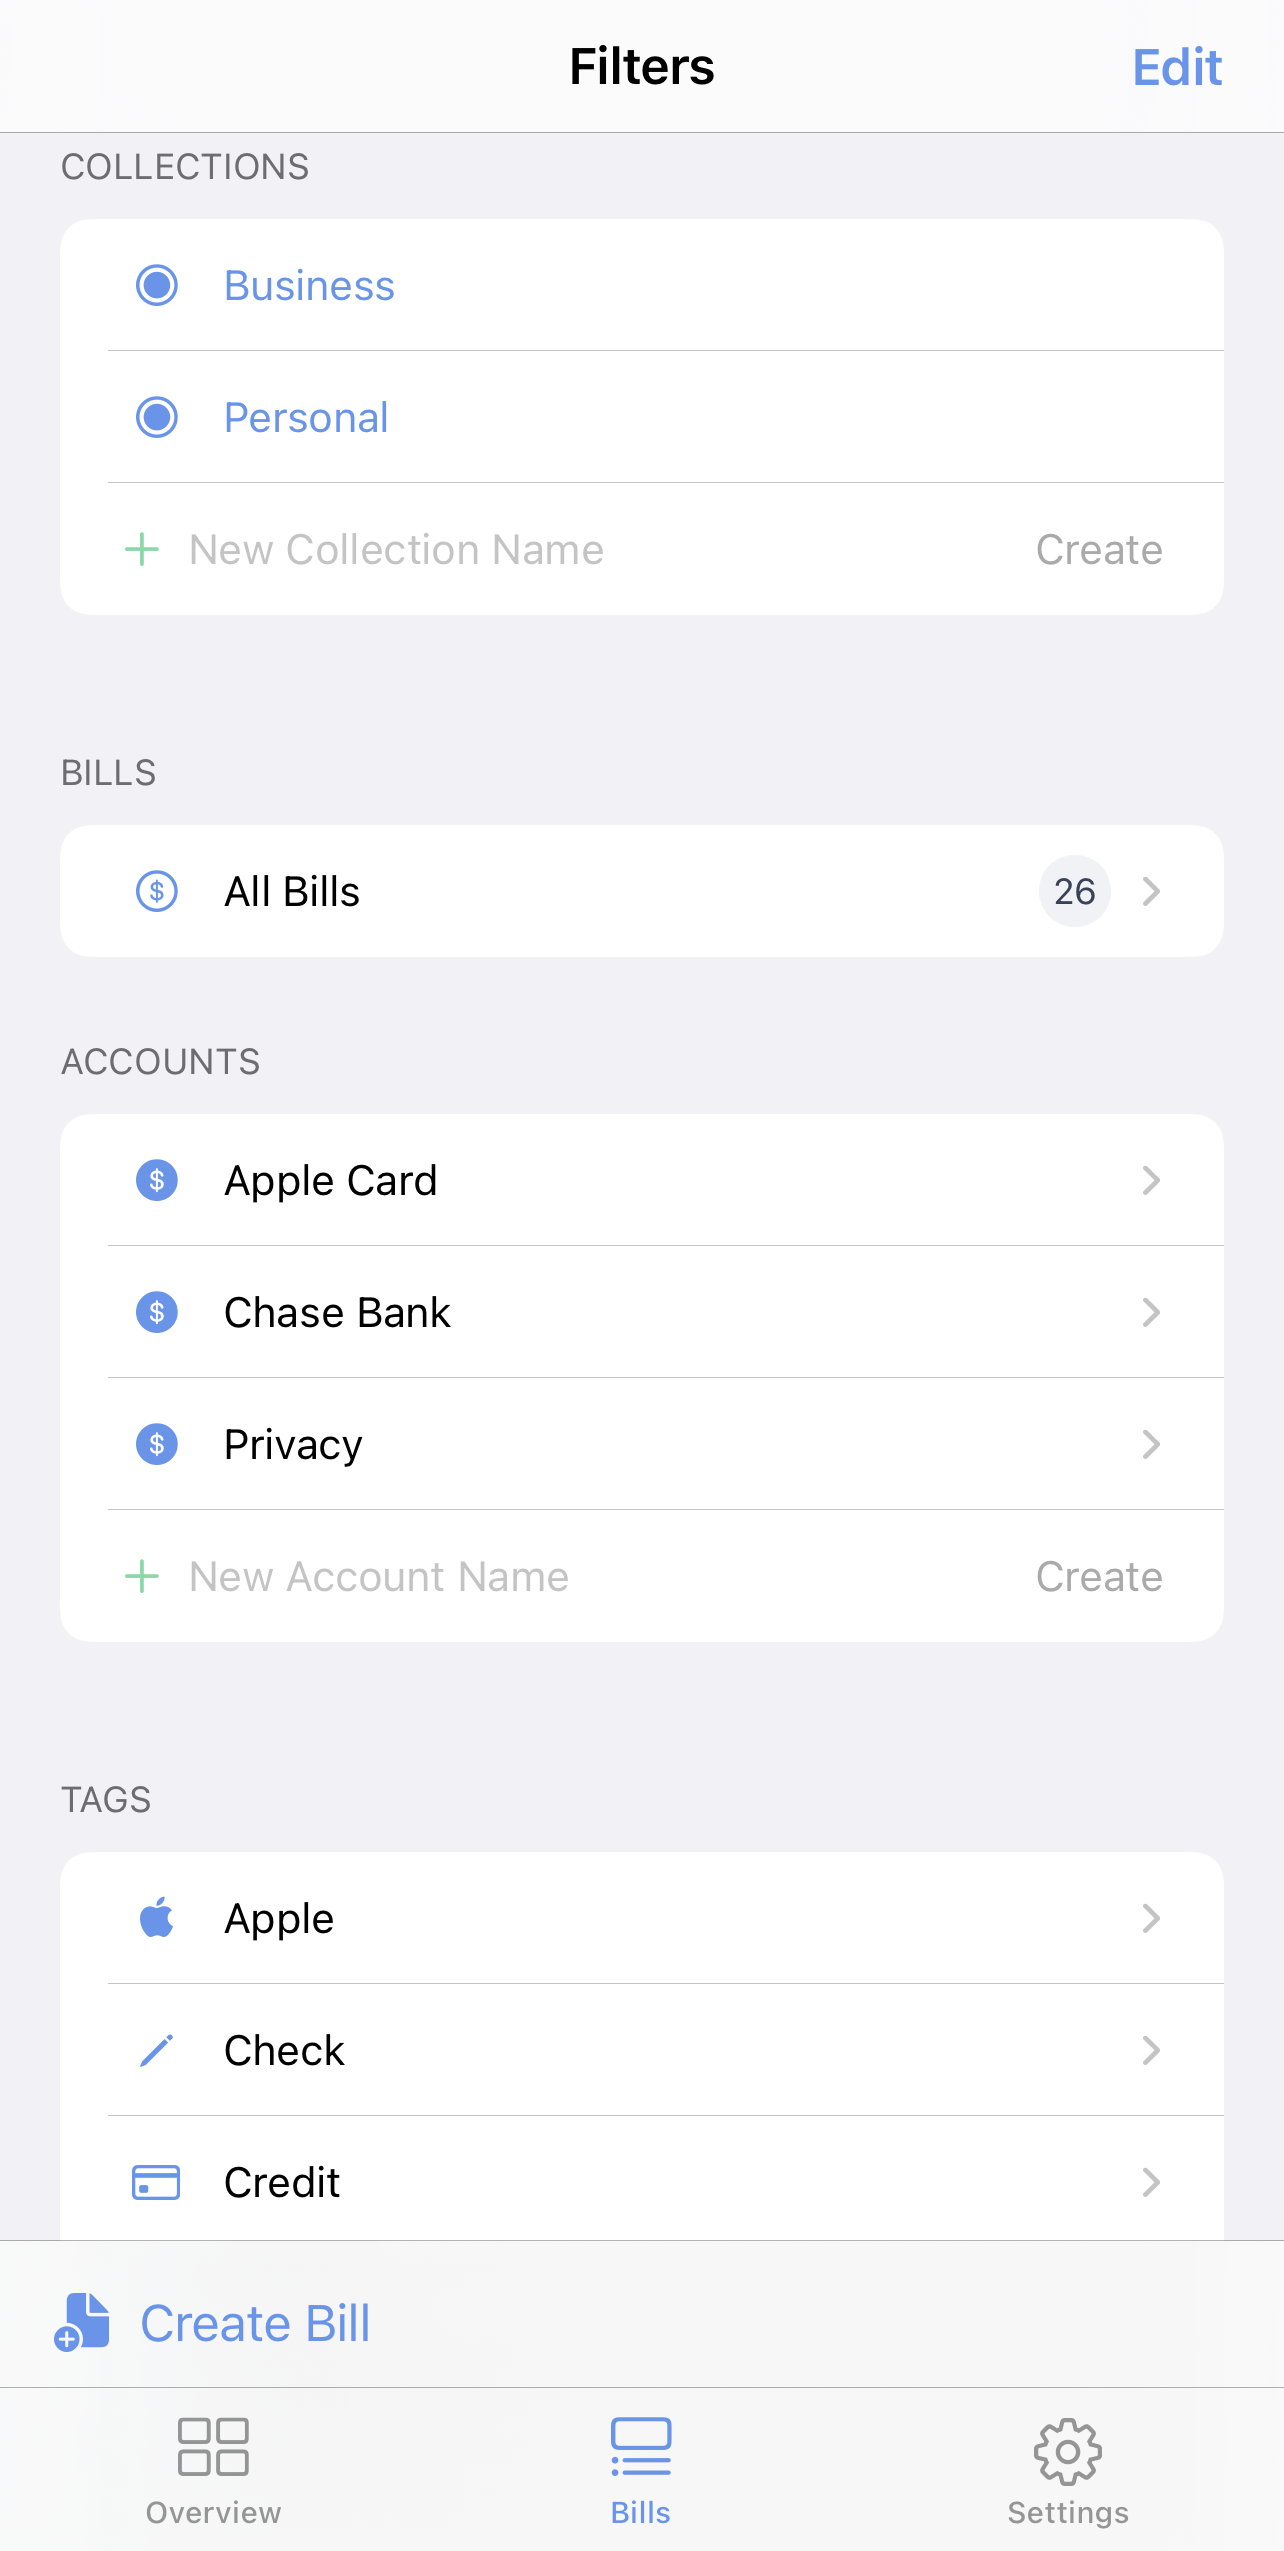 Filters
Edit
COLLECTIONS
Business
Personal
New Collection Name
Create
BILLS
$ All Bills
26
ACCOUNTS
$ Apple Card
$ Chase Bank
$ Privacy
New Account Name
Create
TAGS
Apple
Check
Credit
Create Bill
Overview
Bills
Settings